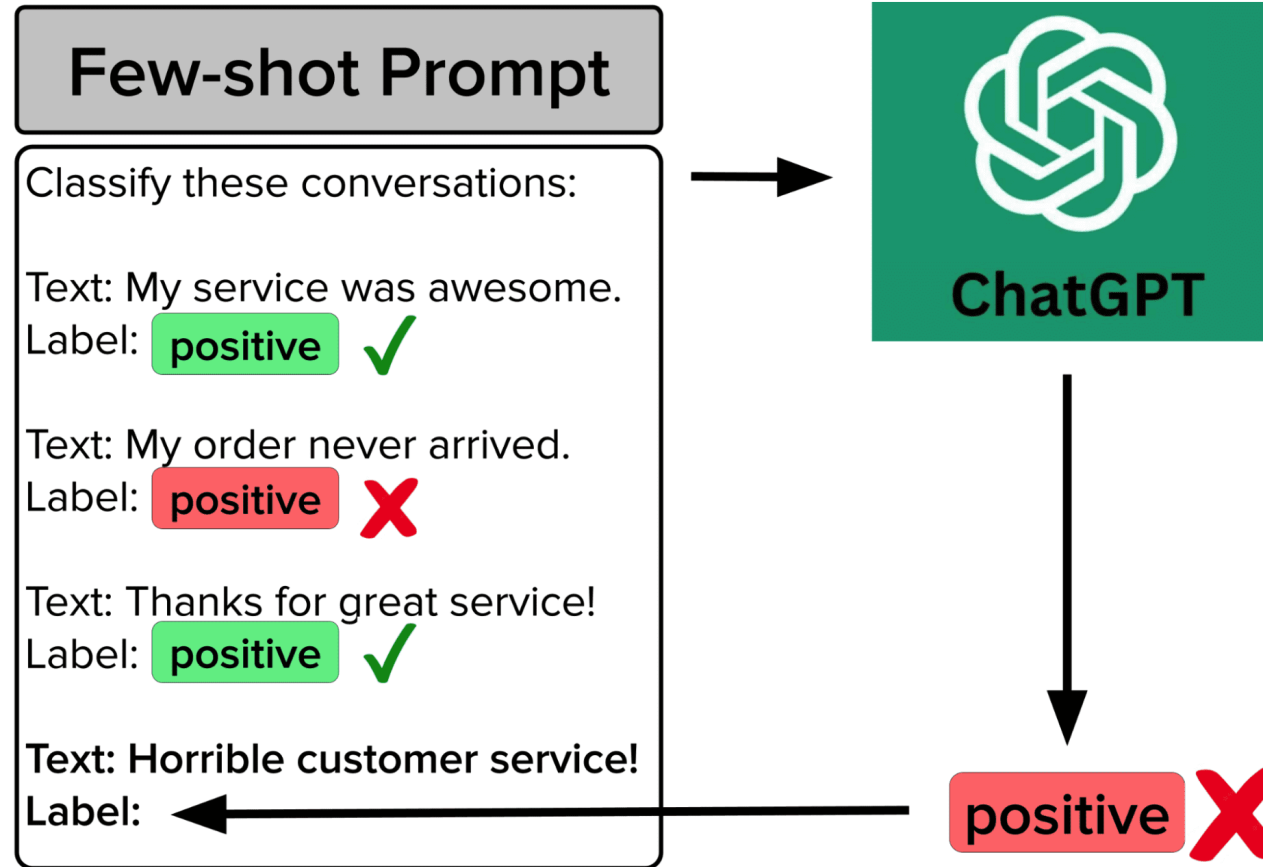 Few-shot Prompt
Classify these conversations:
Text: My service was awesome.
Label: positive
Text: My order never arrived.
Label: positive
Text: Thanks for great service!
Label: positive
Text: Horrible customer service!
Label:
ChatGPT
positive